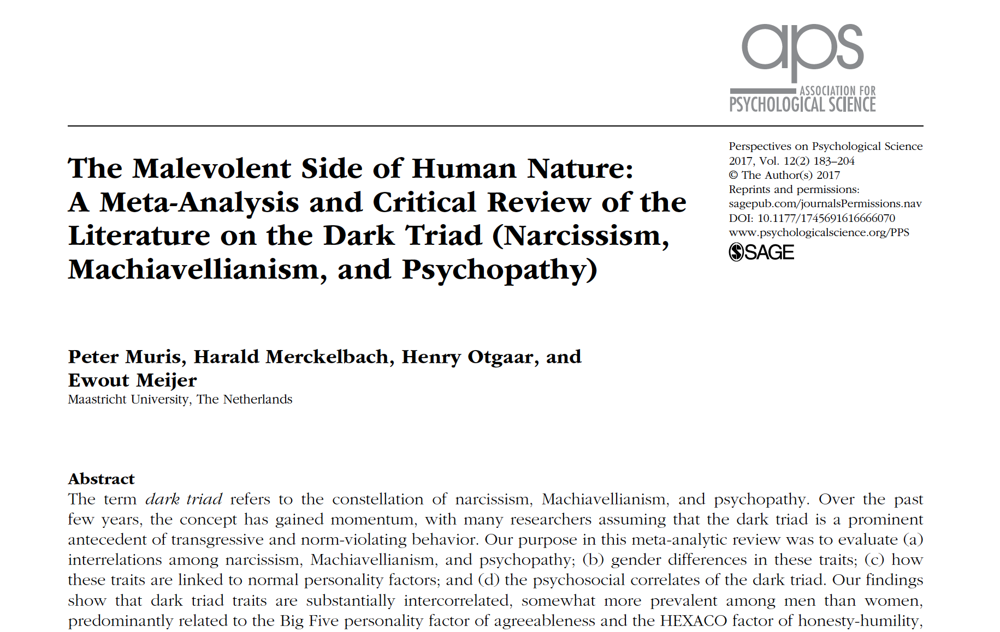 aps
ASSOCIATION FOR
PSYCHOLOGICAL SCIENCE
Perspectives on Psychological Science
2017, Vol. 12(2) 183–204
© The Author(s) 2017
Reprints and permissions:
sagepub.com/journalsPermissions.nav
DOI: 10.1177/1745691616666070
www.psychologicalscience.org/PPS
SAGE
The Malevolent Side of Human Nature:
A Meta-Analysis and Critical Review of the
Literature on the Dark Triad (Narcissism,
Machiavellianism, and Psychopathy)
Peter Muris, Harald Merckelbach, Henry Otgaar, and
Ewout Meijer
Maastricht University, The Netherlands
Abstract
The term dark triad refers to the constellation of narcissism, Machiavellianism, and psychopathy. Over the past
few years, the concept has gained momentum, with many researchers assuming that the dark triad is a prominent
antecedent of transgressive and norm-violating behavior. Our purpose in this meta-analytic review was to evaluate (a)
interrelations among narcissism, Machiavellianism, and psychopathy; (b) gender differences in these traits; (c) how
these traits are linked to normal personality factors; and (d) the psychosocial correlates of the dark triad. Our findings
show that dark triad traits are substantially intercorrelated, somewhat more prevalent among men than women,
predominantly related to the Big Five personality factor of agreeableness and the HEXACO factor of honesty-humility,